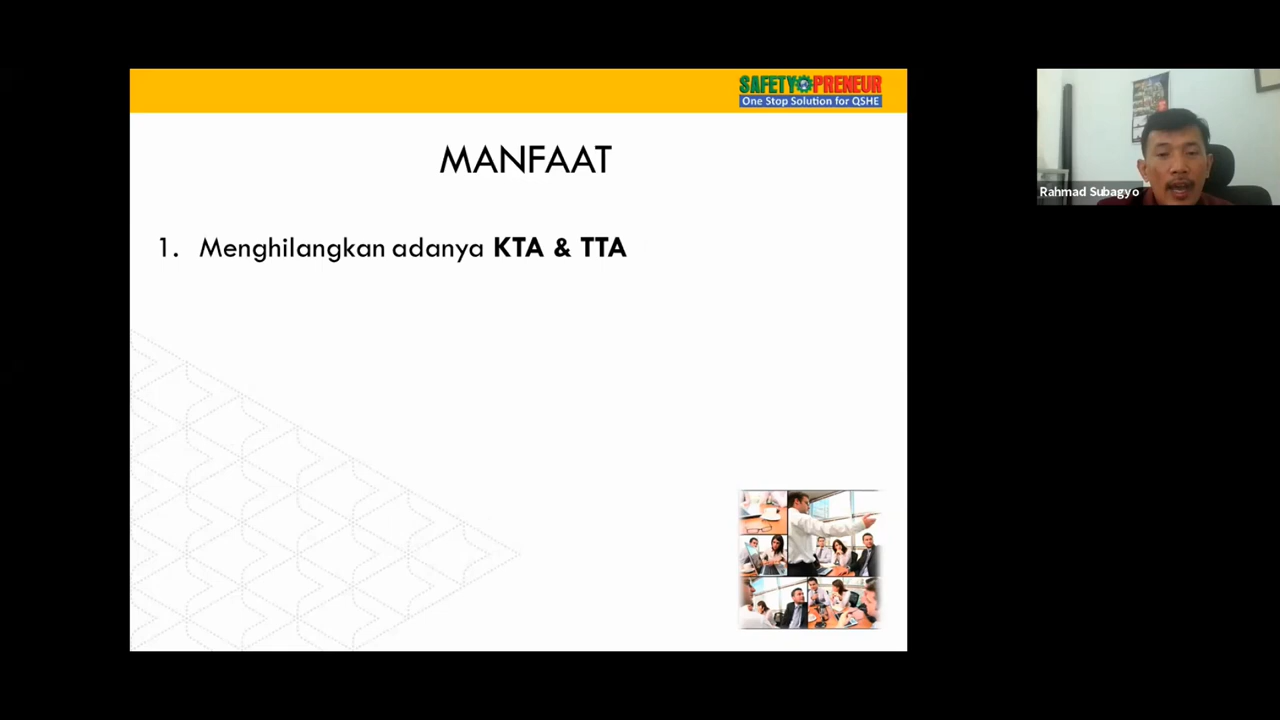 SAFETYPRENEUR
One Stop Solution for QSHE
MANFAAT
1. Menghilangkan adanya KTA & TTA
Rahmad Subagyo